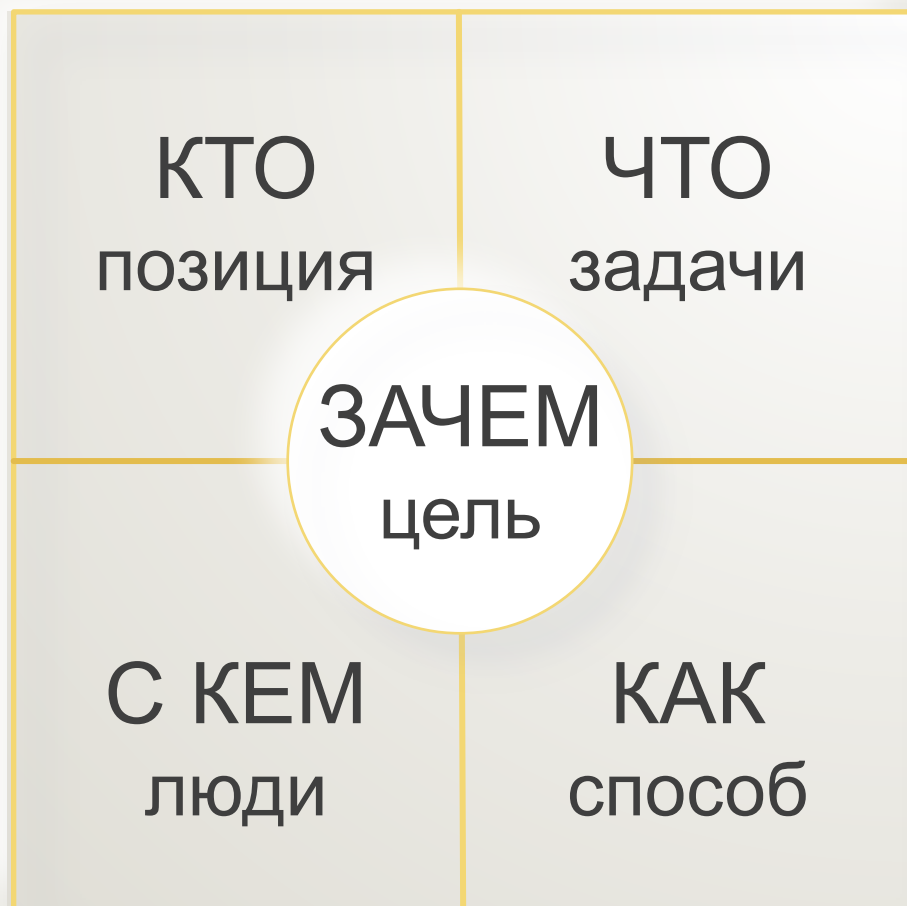 КТО
позиция
ЧТО
задачи
ЗАЧЕМ
цель
С КЕМ
люди
КАК
способ